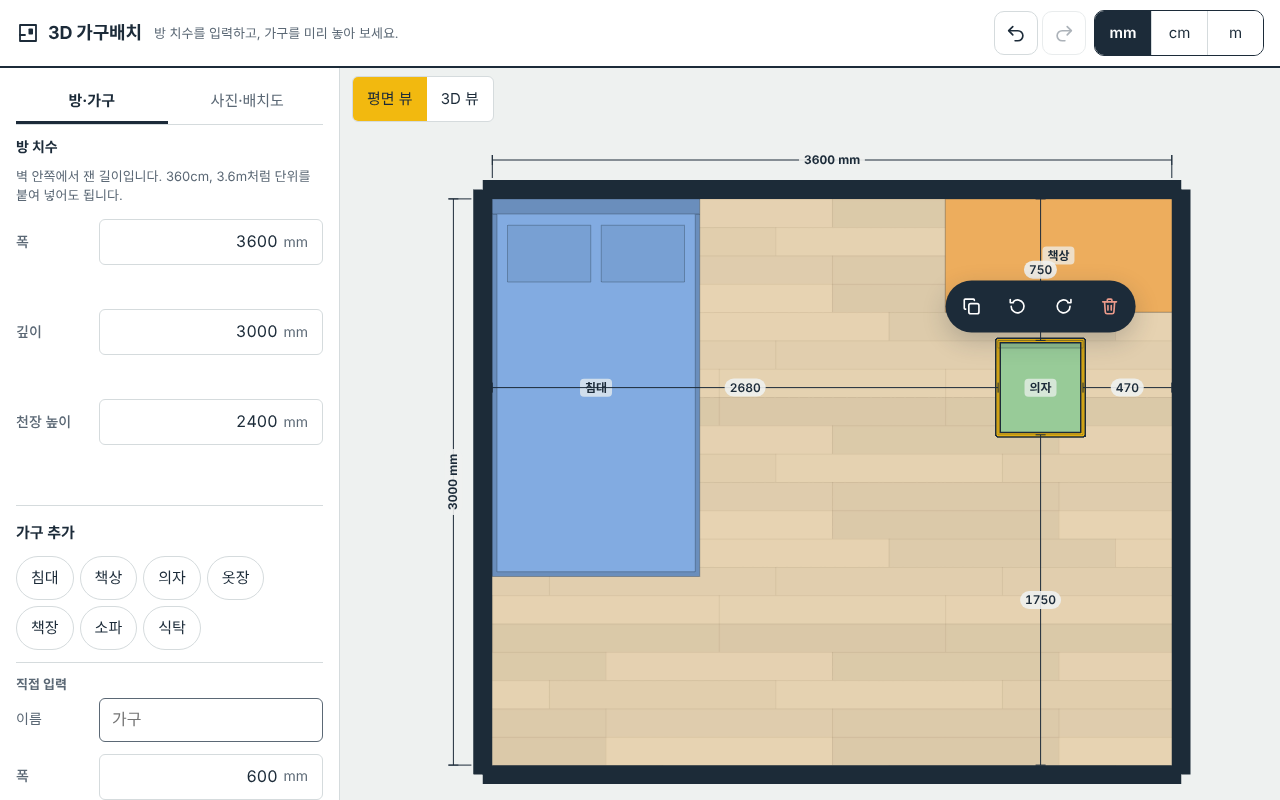 3D 가구배치
방 치수를 입력하고, 가구를 미리 놓아 보세요.
mm
cm
m
방·가구
사진·배치도
방 치수
벽 안쪽에서 잰 길이입니다. 360cm, 3.6m처럼 단위를
붙여 넣어도 됩니다.
폭
3600 mm
깊이
3000 mm
천장 높이
2400 mm
가구 추가
침대
책상
의자
옷장
책장
소파
식탁
직접 입력
이름
가구
폭
600 mm
평면 뷰
3D 뷰
3600 mm
3000 mm
책상
750
침대
2680
의자
470
1750